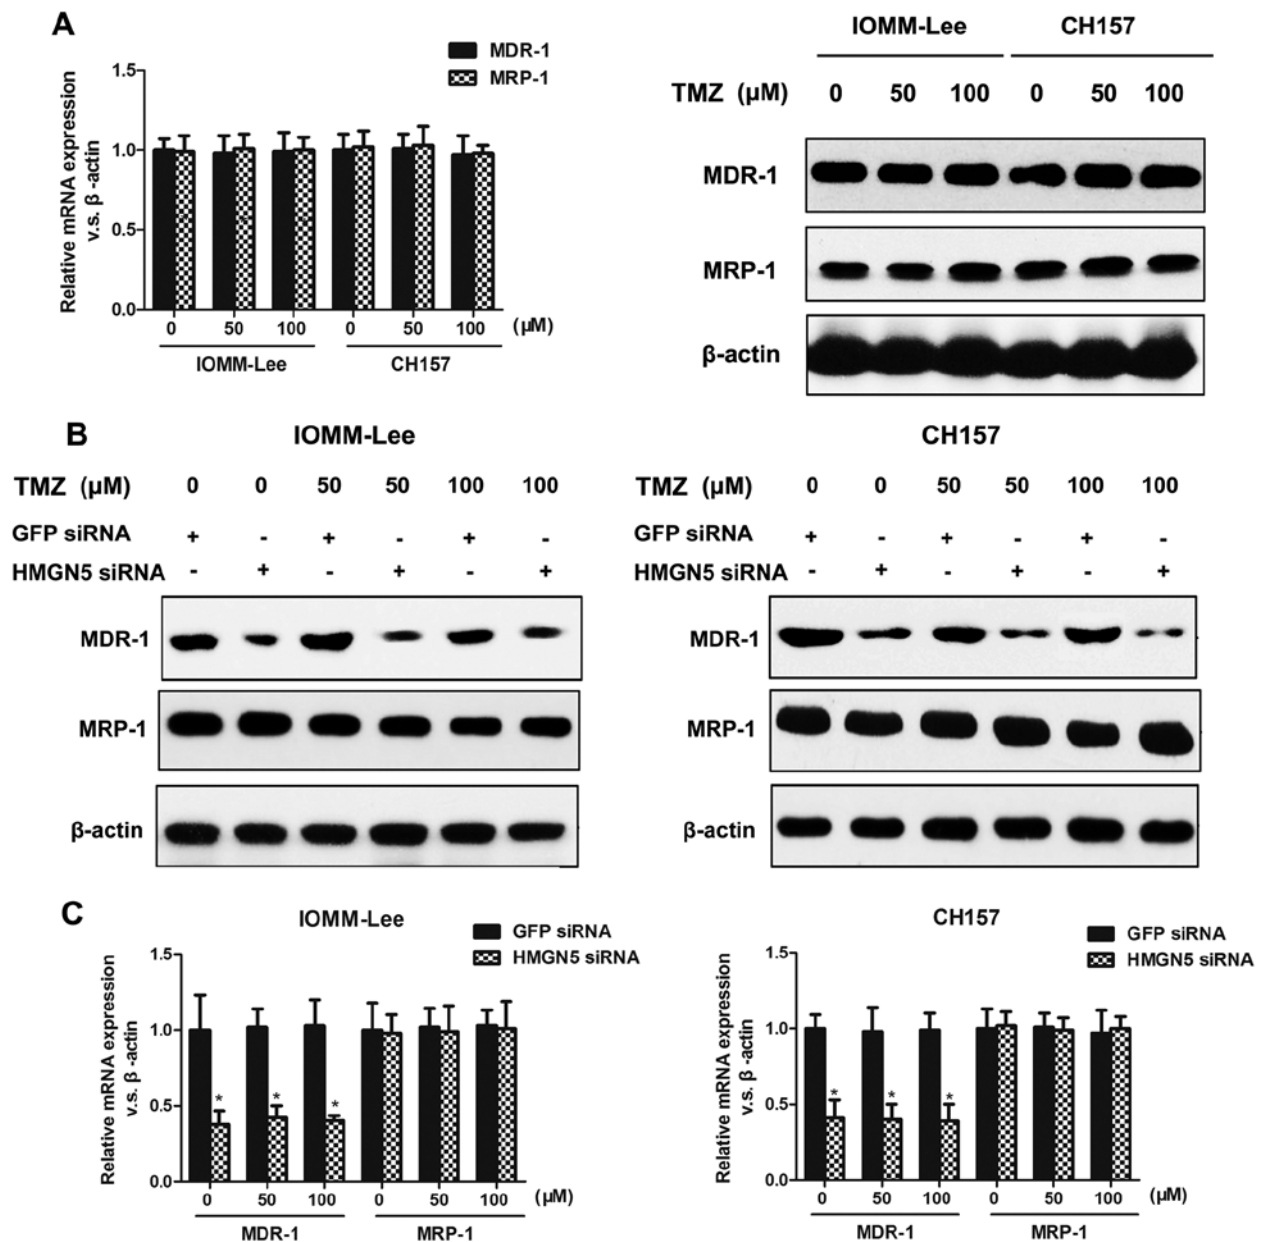 A
MDR-1
MRP-1
Relative mRNA expression
v.s. β -actin
1.5
1.0
0.5
0.0
0 50 100 0 50 100 (µM)
IOMM-Lee CH157
IOMM-Lee CH157
TMZ (µM) 0 50 100 0 50 100
MDR-1
MRP-1
β-actin
B
IOMM-Lee
TMZ (µM) 0 0 50 50 100 100
GFP siRNA + - + - + -
HMGN5 siRNA - + - + - +
MDR-1
MRP-1
β-actin
CH157
TMZ (µM) 0 0 50 50 100 100
GFP siRNA + - + - + -
HMGN5 siRNA - + - + - +
MDR-1
MRP-1
β-actin
C
IOMM-Lee
GFP siRNA
HMGN5 siRNA
Relative mRNA expression
v.s. β -actin
1.5
1.0
0.5
0.0
* * *
0 50 100 0 50 100 (µM)
MDR-1 MRP-1
CH157
GFP siRNA
HMGN5 siRNA
Relative mRNA expression
v.s. β -actin
1.5
1.0
0.5
0.0
* * *
0 50 100 0 50 100 (µM)
MDR-1 MRP-1